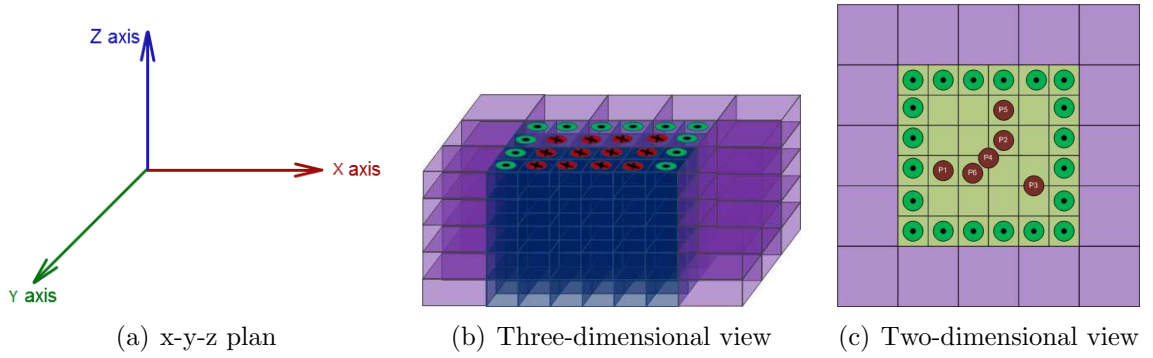 Z axis
X axis
Y axis
P5
P2
P4
P1
P6
P3
(a) x-y-z plan
(b) Three-dimensional view
(c) Two-dimensional view